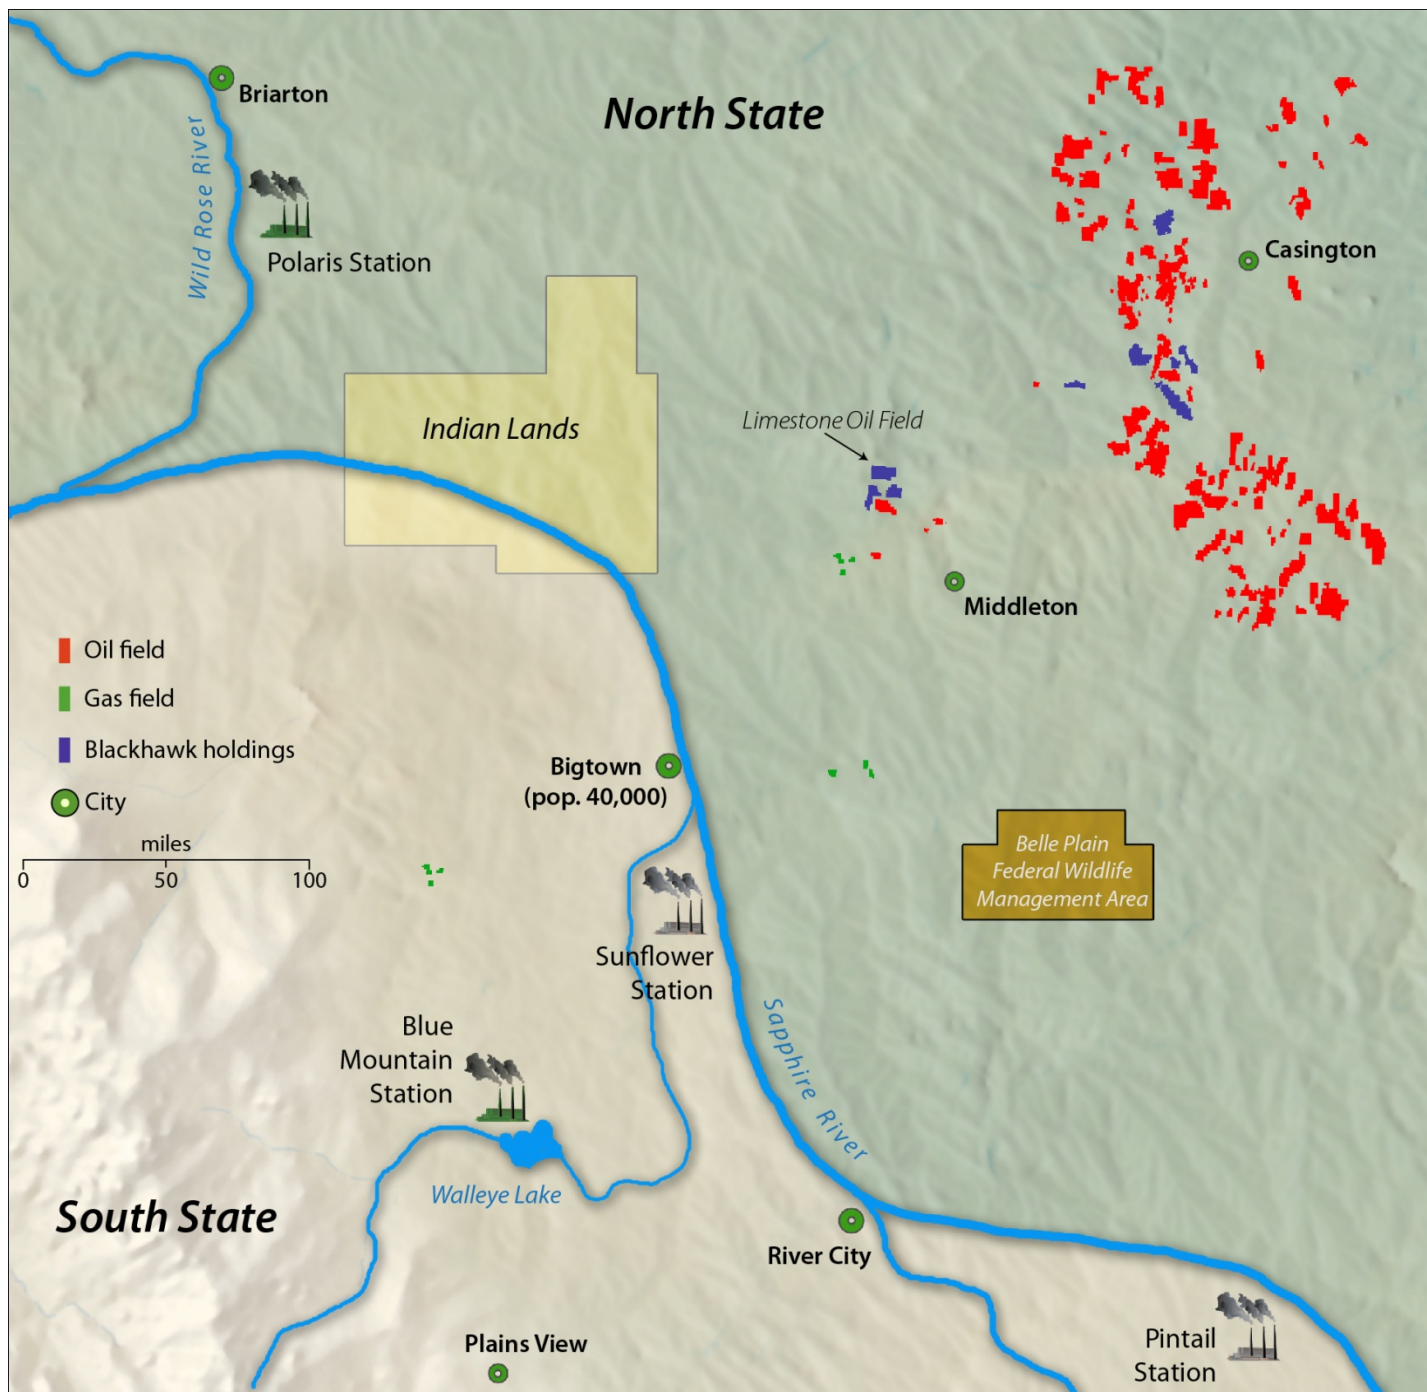 North State
Briarton
Wild Rose River
Polaris Station
Casington
Indian Lands
Limestone Oil Field
Middleton
Oil field
Gas field
Blackhawk holdings
City
miles
0 50 100
Bigtown
(pop. 40,000)
Belle Plain
Federal Wildlife
Management Area
Sunflower
Station
Blue
Mountain
Station
Sapphire River
Walleye Lake
South State
River City
Plains View
Pintail
Station